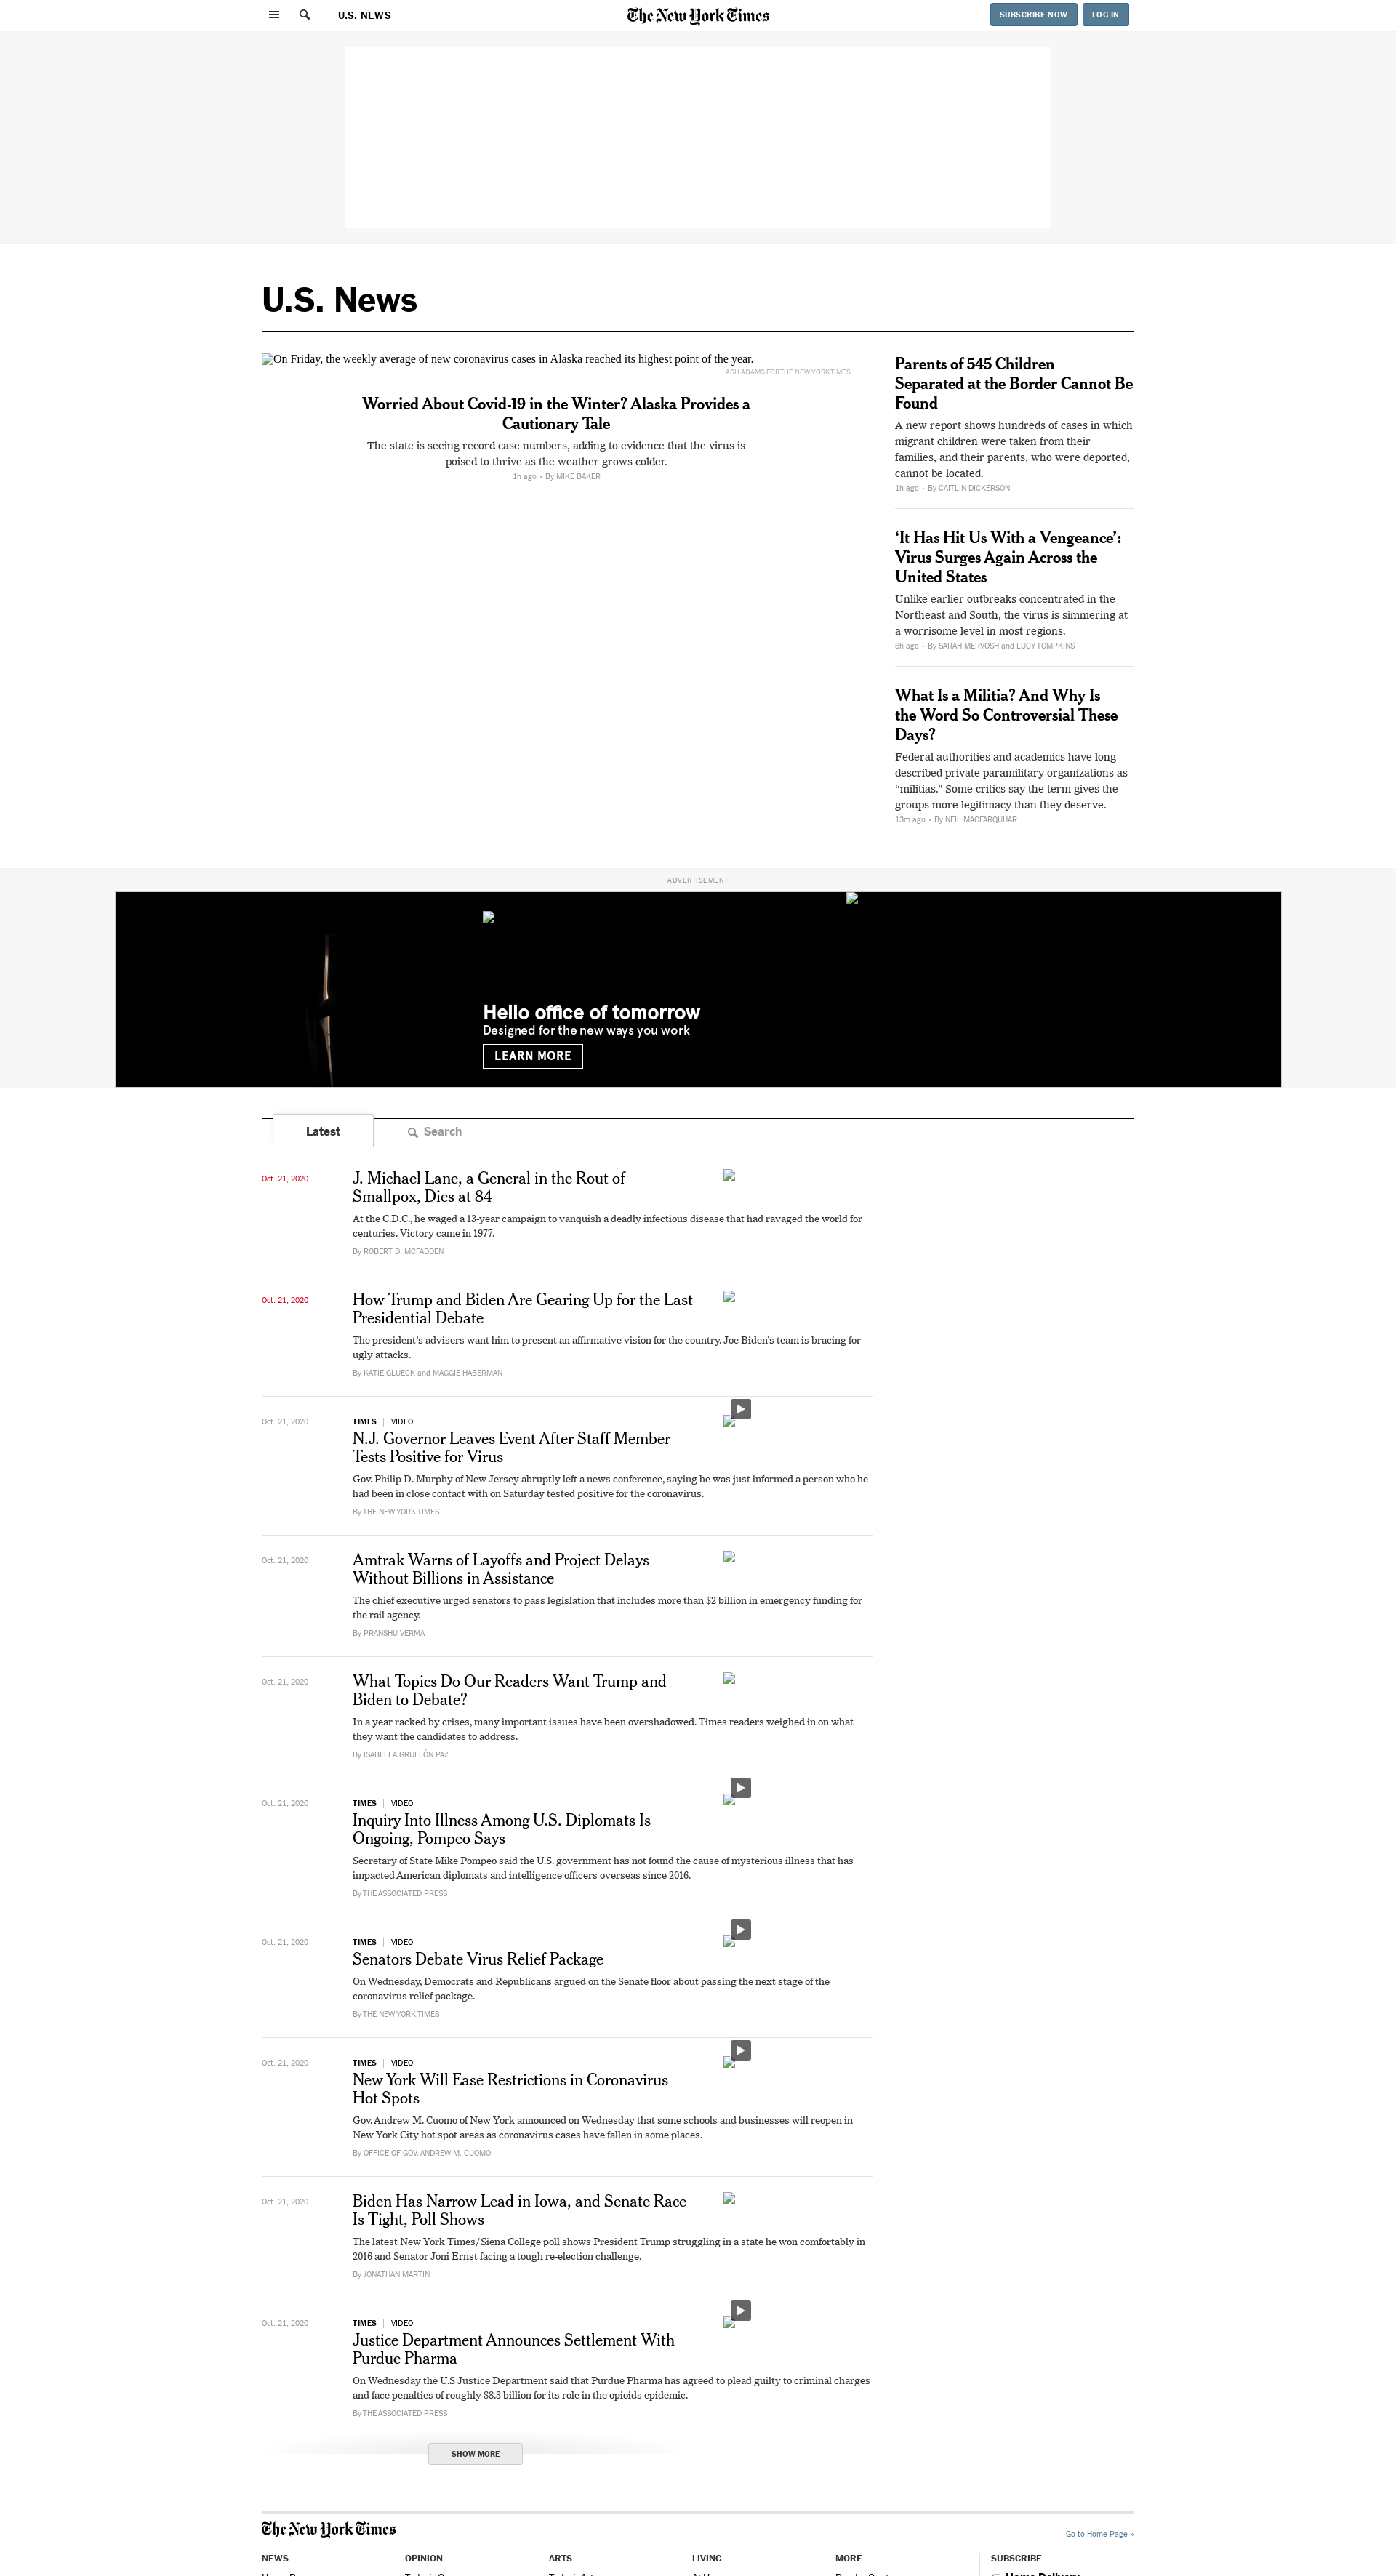 U.S. NEWS
The New York Times
SUBSCRIBE NOW
LOG IN
U.S. News
On Friday, the weekly average of new coronavirus cases in Alaska reached its highest point of the year.
ASH ADAMS FOR THE NEW YORK TIMES
Worried About Covid-19 in the Winter? Alaska Provides a
Cautionary Tale
The state is seeing record case numbers, adding to evidence that the virus is
poised to thrive as the weather grows colder.
1h ago • By MIKE BAKER
Parents of 545 Children
Separated at the Border Cannot Be
Found
A new report shows hundreds of cases in which
migrant children were taken from their
families, and their parents, who were deported,
cannot be located.
1h ago • By CAITLIN DICKERSON
‘It Has Hit Us With a Vengeance’:
Virus Surges Again Across the
United States
Unlike earlier outbreaks concentrated in the
Northeast and South, the virus is simmering at
a worrisome level in most regions.
8h ago • By SARAH MERVOSH and LUCY TOMPKINS
What Is a Militia? And Why Is
the Word So Controversial These
Days?
Federal authorities and academics have long
described private paramilitary organizations as
“militias.” Some critics say the term gives the
groups more legitimacy than they deserve.
13m ago • By NEIL MACFARQUHAR
ADVERTISEMENT
Hello office of tomorrow
Designed for the new ways you work
LEARN MORE
Latest
Search
Oct. 21, 2020
J. Michael Lane, a General in the Rout of
Smallpox, Dies at 84
At the C.D.C., he waged a 13-year campaign to vanquish a deadly infectious disease that had ravaged the world for
centuries. Victory came in 1977.
By ROBERT D. MCFADDEN
Oct. 21, 2020
How Trump and Biden Are Gearing Up for the Last
Presidential Debate
The president’s advisers want him to present an affirmative vision for the country. Joe Biden’s team is bracing for
ugly attacks.
By KATIE GLUECK and MAGGIE HABERMAN
Oct. 21, 2020
TIMES | VIDEO
N.J. Governor Leaves Event After Staff Member
Tests Positive for Virus
Gov. Philip D. Murphy of New Jersey abruptly left a news conference, saying he was just informed a person who he
had been in close contact with on Saturday tested positive for the coronavirus.
By THE NEW YORK TIMES
Oct. 21, 2020
Amtrak Warns of Layoffs and Project Delays
Without Billions in Assistance
The chief executive urged senators to pass legislation that includes more than $2 billion in emergency funding for
the rail agency.
By PRANSHU VERMA
Oct. 21, 2020
What Topics Do Our Readers Want Trump and
Biden to Debate?
In a year racked by crises, many important issues have been overshadowed. Times readers weighed in on what
they want the candidates to address.
By ISABELLA GRULLÓN PAZ
Oct. 21, 2020
TIMES | VIDEO
Inquiry Into Illness Among U.S. Diplomats Is
Ongoing, Pompeo Says
Secretary of State Mike Pompeo said the U.S. government has not found the cause of mysterious illness that has
impacted American diplomats and intelligence officers overseas since 2016.
By THE ASSOCIATED PRESS
Oct. 21, 2020
TIMES | VIDEO
Senators Debate Virus Relief Package
On Wednesday, Democrats and Republicans argued on the Senate floor about passing the next stage of the
coronavirus relief package.
By THE NEW YORK TIMES
Oct. 21, 2020
TIMES | VIDEO
New York Will Ease Restrictions in Coronavirus
Hot Spots
Gov. Andrew M. Cuomo of New York announced on Wednesday that some schools and businesses will reopen in
New York City hot spot areas as coronavirus cases have fallen in some places.
By OFFICE OF GOV. ANDREW M. CUOMO
Oct. 21, 2020
Biden Has Narrow Lead in Iowa, and Senate Race
Is Tight, Poll Shows
The latest New York Times/Siena College poll shows President Trump struggling in a state he won comfortably in
2016 and Senator Joni Ernst facing a tough re-election challenge.
By JONATHAN MARTIN
Oct. 21, 2020
TIMES | VIDEO
Justice Department Announces Settlement With
Purdue Pharma
On Wednesday the U.S Justice Department said that Purdue Pharma has agreed to plead guilty to criminal charges
and face penalties of roughly $8.3 billion for its role in the opioids epidemic.
By THE ASSOCIATED PRESS
SHOW MORE
The New York Times
Go to Home Page »
NEWS
OPINION
ARTS
LIVING
MORE
SUBSCRIBE